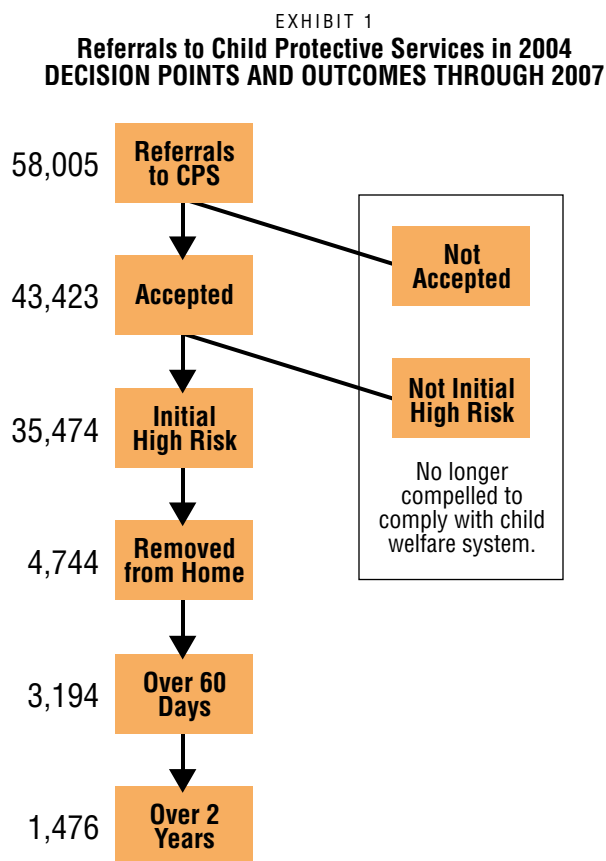 EXHIBIT 1
Referrals to Child Protective Services in 2004
DECISION POINTS AND OUTCOMES THROUGH 2007
58,005
Referrals
to CPS
Not
Accepted
43,423
Accepted
Not Initial
High Risk
35,474
Initial
High Risk
No longer
compelled to
comply with child
welfare system.
4,744
Removed
from Home
3,194
Over 60
Days
1,476
Over 2
Years